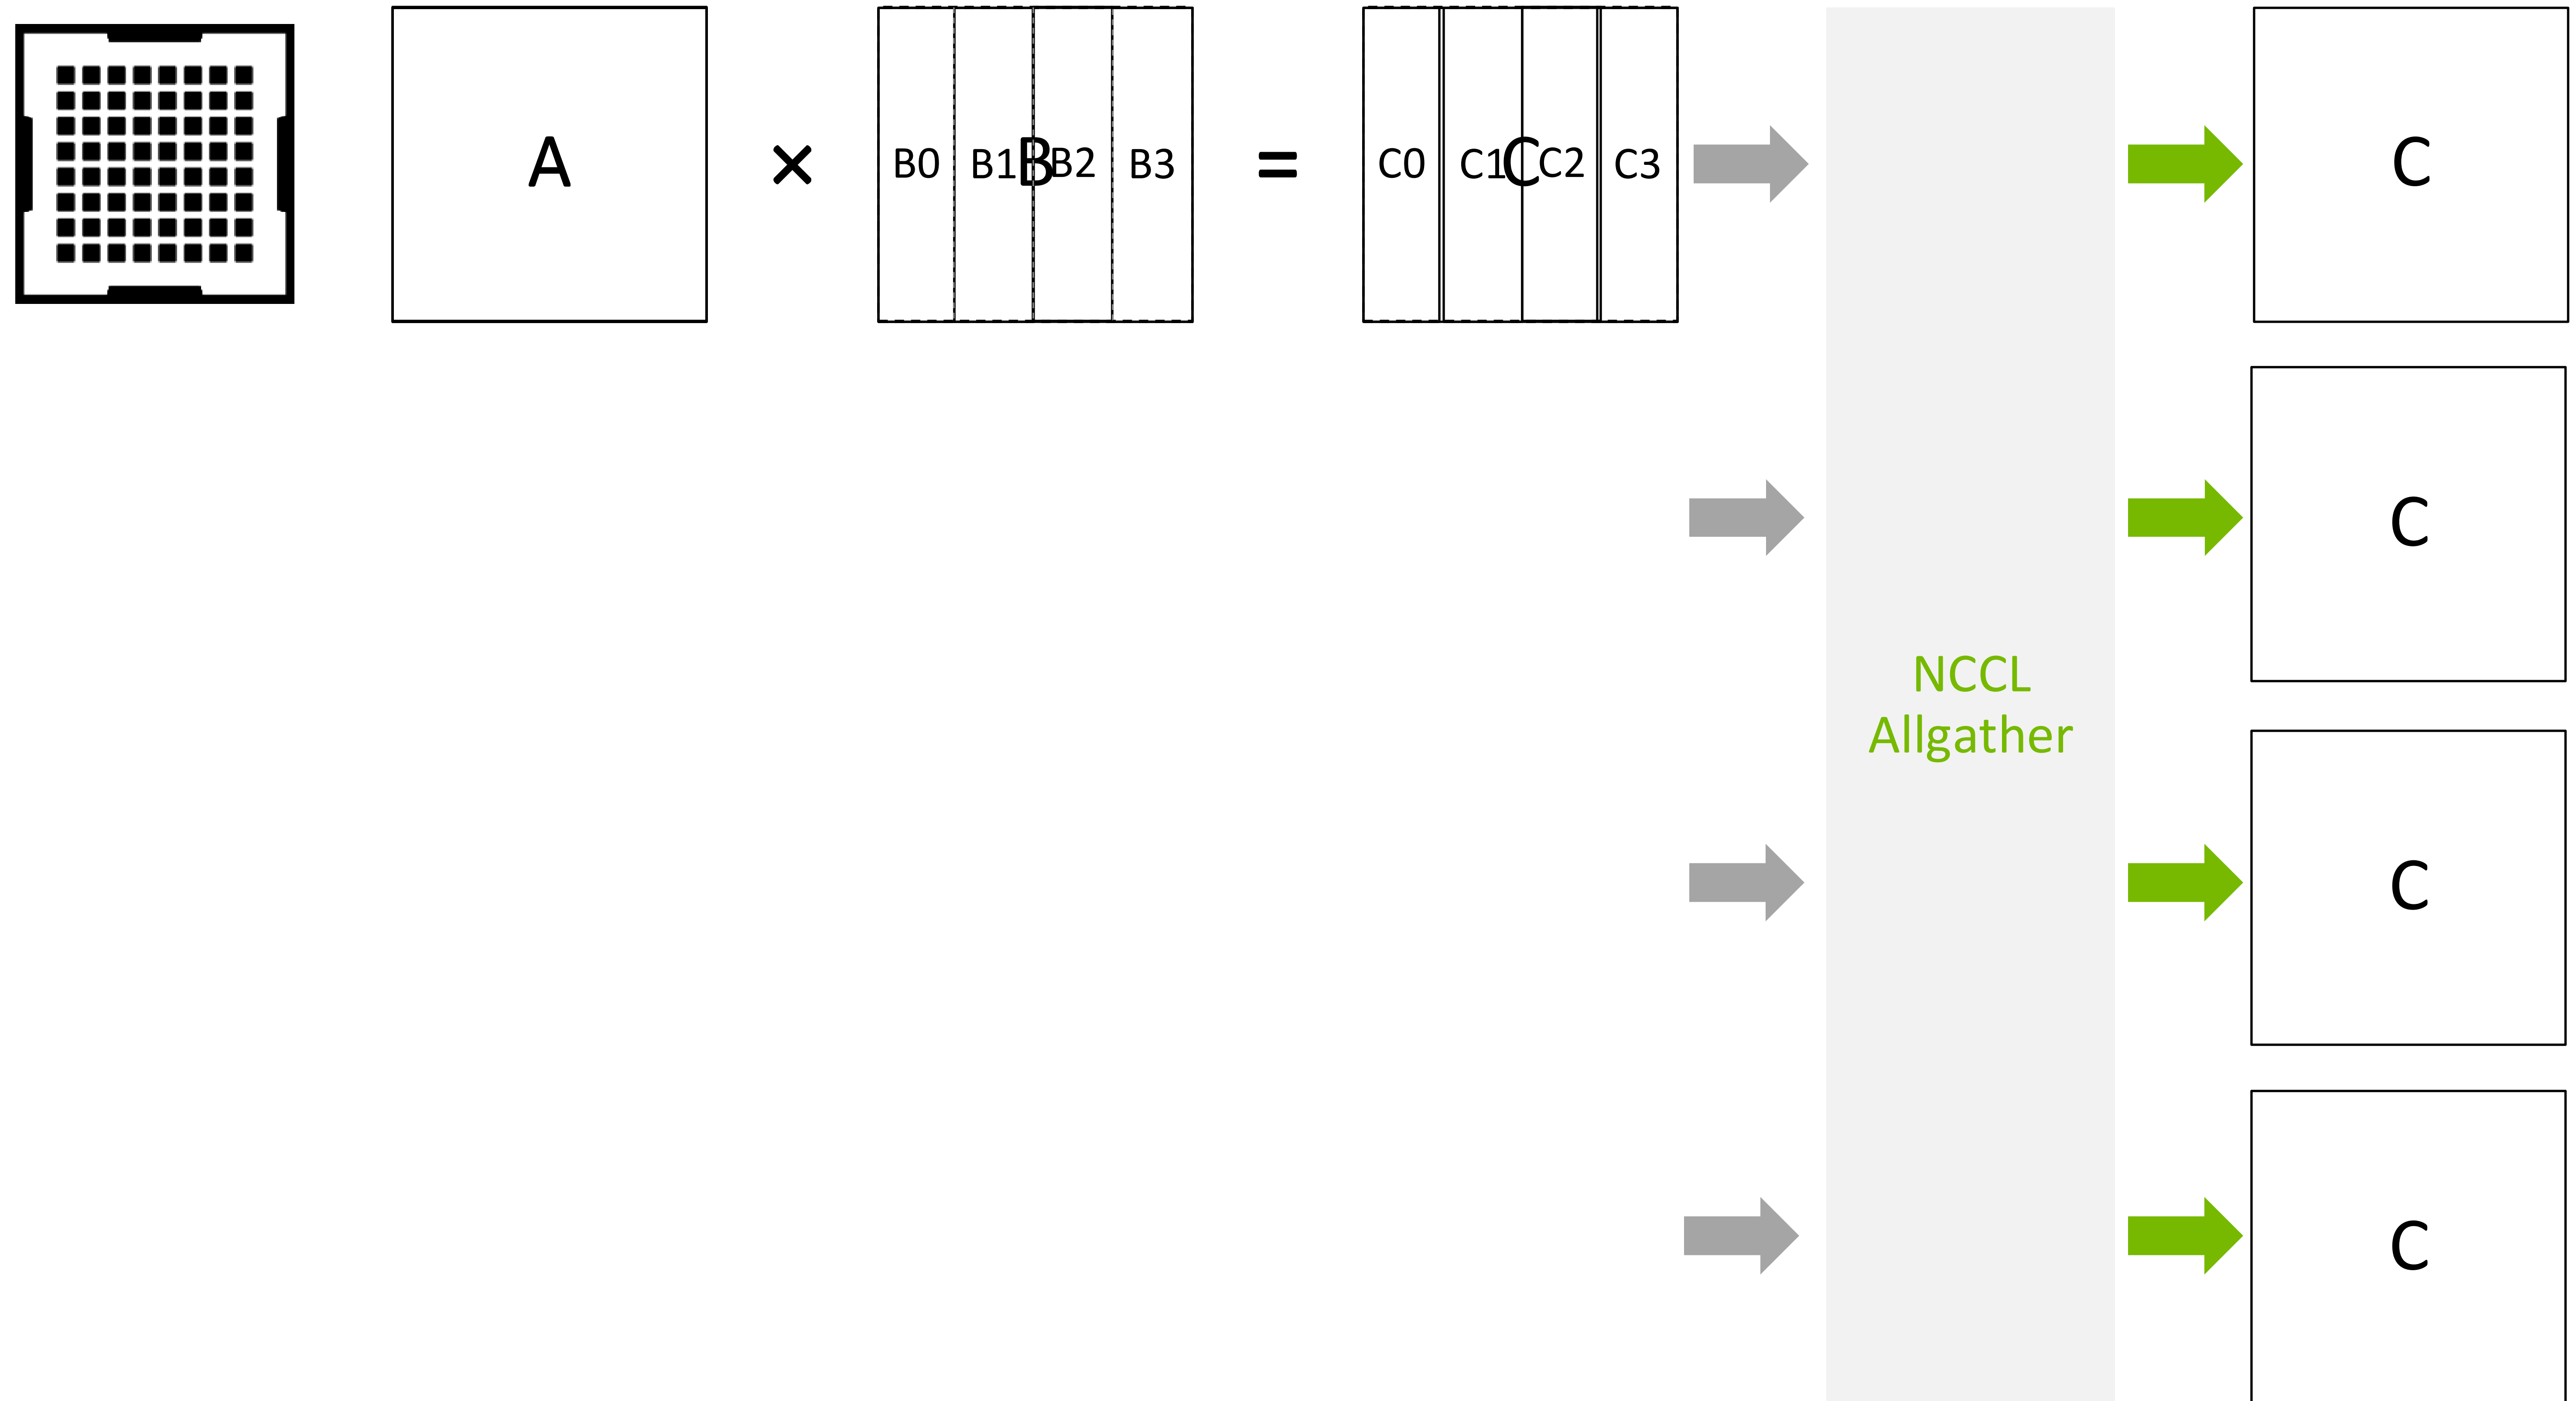 A × B0 B1 B B2 B3 = C0 C1 C C2 C3 C
C
NCCL
Allgather
C
C